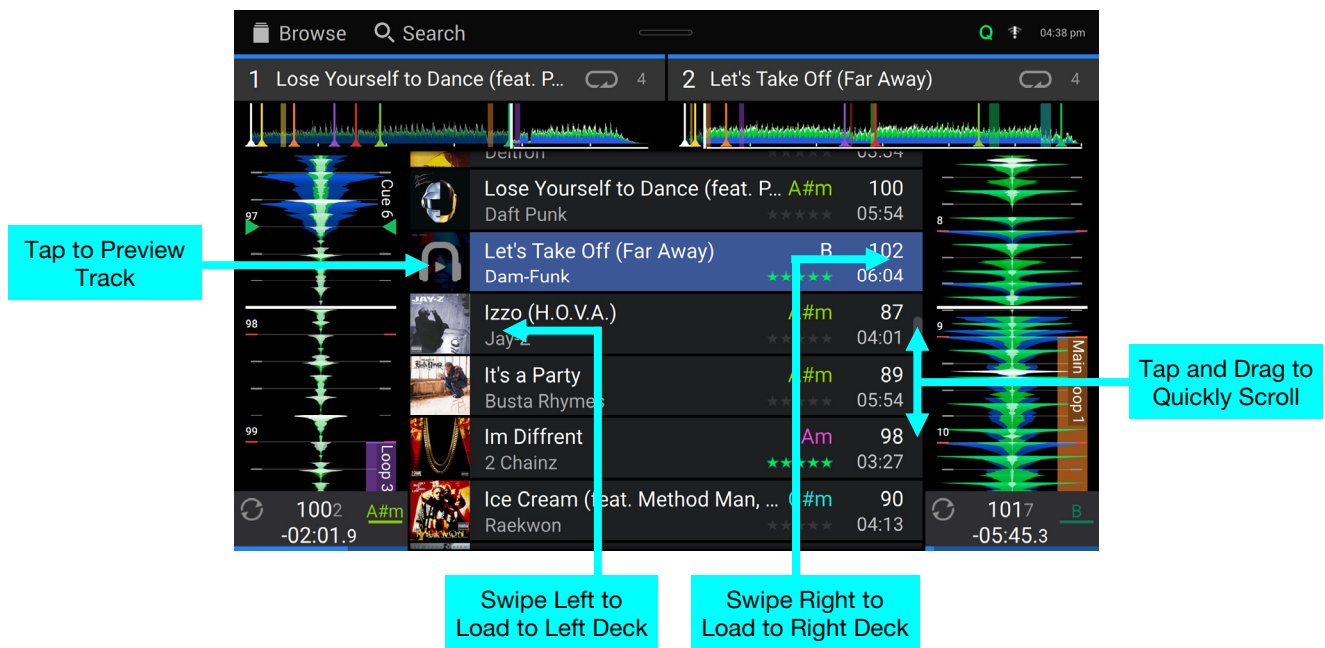 Browse
Search
Q
04:38 pm
1 Lose Yourself to Dance (feat. P... 4
2 Let's Take Off (Far Away) 4
Deltron
03:34
Cue 6
97
98
99
Loop 3
Lose Yourself to Dance (feat. P... A#m 100
Daft Punk 05:54
Let's Take Off (Far Away) B 102
Dam-Funk 06:04
JAY-Z
Izzo (H.O.V.A.) A#m 87
Jay-Z 04:01
It's a Party A#m 89
Busta Rhymes 05:54
Im Diffrent Am 98
2 Chainz 03:27
RAEKWON
Ice Cream (feat. Method Man, ... C#m 90
Raekwon 04:13
8
9
10
Main Loop 1
1002 A#m
-02:01.9
1017 B
-05:45.3
Tap to Preview
Track
Tap and Drag to
Quickly Scroll
Swipe Left to
Load to Left Deck
Swipe Right to
Load to Right Deck